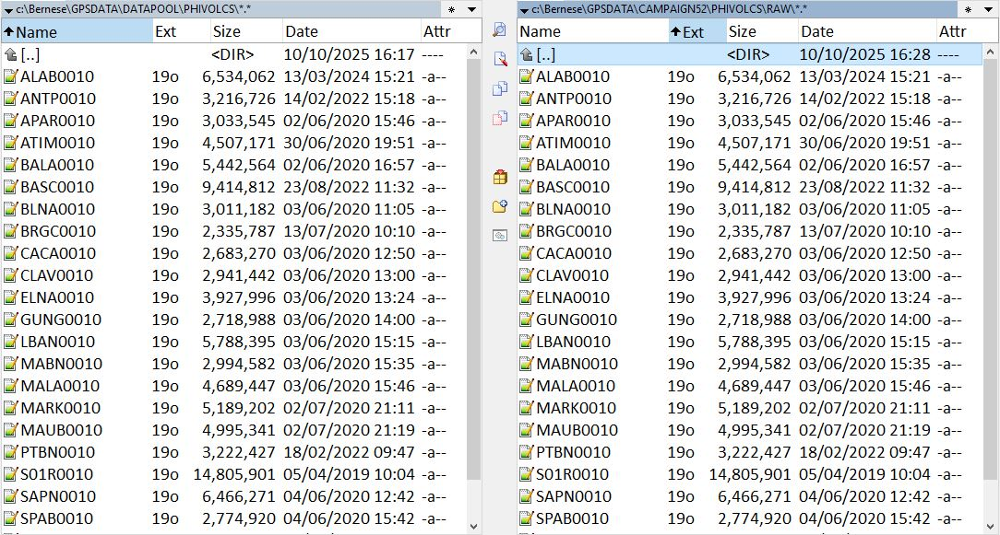 c:\Bernese\GPSDATA\DATAPOOL\PHIVOLCS\*.* * c:\Bernese\GPSDATA\CAMPAIGN52\PHIVOLCS\RAW\*.* *
Name Ext Size Date Attr Name Ext Size Date Attr
[..] <DIR> 10/10/2025 16:17 ---- [..] <DIR> 10/10/2025 16:28 ----
ALAB0010 19o 6,534,062 13/03/2024 15:21 -a-- ALAB0010 19o 6,534,062 13/03/2024 15:21 -a--
ANTP0010 19o 3,216,726 14/02/2022 15:18 -a-- ANTP0010 19o 3,216,726 14/02/2022 15:18 -a--
APAR0010 19o 3,033,545 02/06/2020 15:46 -a-- APAR0010 19o 3,033,545 02/06/2020 15:46 -a--
ATIM0010 19o 4,507,171 30/06/2020 19:51 -a-- ATIM0010 19o 4,507,171 30/06/2020 19:51 -a--
BALA0010 19o 5,442,564 02/06/2020 16:57 -a-- BALA0010 19o 5,442,564 02/06/2020 16:57 -a--
BASC0010 19o 9,414,812 23/08/2022 11:32 -a-- BASC0010 19o 9,414,812 23/08/2022 11:32 -a--
BLNA0010 19o 3,011,182 03/06/2020 11:05 -a-- BLNA0010 19o 3,011,182 03/06/2020 11:05 -a--
BRGC0010 19o 2,335,787 13/07/2020 10:10 -a-- BRGC0010 19o 2,335,787 13/07/2020 10:10 -a--
CACA0010 19o 2,683,270 03/06/2020 12:50 -a-- CACA0010 19o 2,683,270 03/06/2020 12:50 -a--
CLAV0010 19o 2,941,442 03/06/2020 13:00 -a-- CLAV0010 19o 2,941,442 03/06/2020 13:00 -a--
ELNA0010 19o 3,927,996 03/06/2020 13:24 -a-- ELNA0010 19o 3,927,996 03/06/2020 13:24 -a--
GUNG0010 19o 2,718,988 03/06/2020 14:00 -a-- GUNG0010 19o 2,718,988 03/06/2020 14:00 -a--
LBAN0010 19o 5,788,395 03/06/2020 15:15 -a-- LBAN0010 19o 5,788,395 03/06/2020 15:15 -a--
MABN0010 19o 2,994,582 03/06/2020 15:35 -a-- MABN0010 19o 2,994,582 03/06/2020 15:35 -a--
MALA0010 19o 4,689,447 03/06/2020 15:46 -a-- MALA0010 19o 4,689,447 03/06/2020 15:46 -a--
MARK0010 19o 5,189,202 02/07/2020 21:11 -a-- MARK0010 19o 5,189,202 02/07/2020 21:11 -a--
MAUB0010 19o 4,995,341 02/07/2020 21:19 -a-- MAUB0010 19o 4,995,341 02/07/2020 21:19 -a--
PTBN0010 19o 3,222,427 18/02/2022 09:47 -a-- PTBN0010 19o 3,222,427 18/02/2022 09:47 -a--
S01R0010 19o 14,805,901 05/04/2019 10:04 -a-- S01R0010 19o 14,805,901 05/04/2019 10:04 -a--
SAPN0010 19o 6,466,271 04/06/2020 12:42 -a-- SAPN0010 19o 6,466,271 04/06/2020 12:42 -a--
SPAB0010 19o 2,774,920 04/06/2020 15:42 -a-- SPAB0010 19o 2,774,920 04/06/2020 15:42 -a--